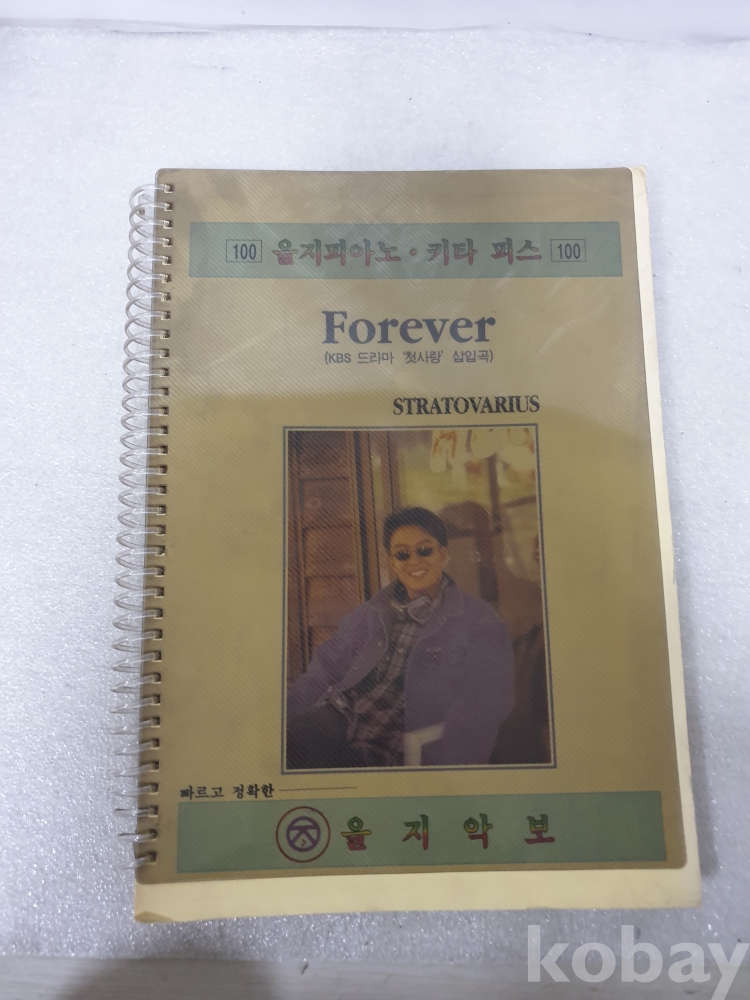 100 을지피아노·키타 피스 100
Forever
(KBS 드라마 '첫사랑' 삽입곡)
STRATOVARIUS
빠르고 정확한
을지악보
kobay